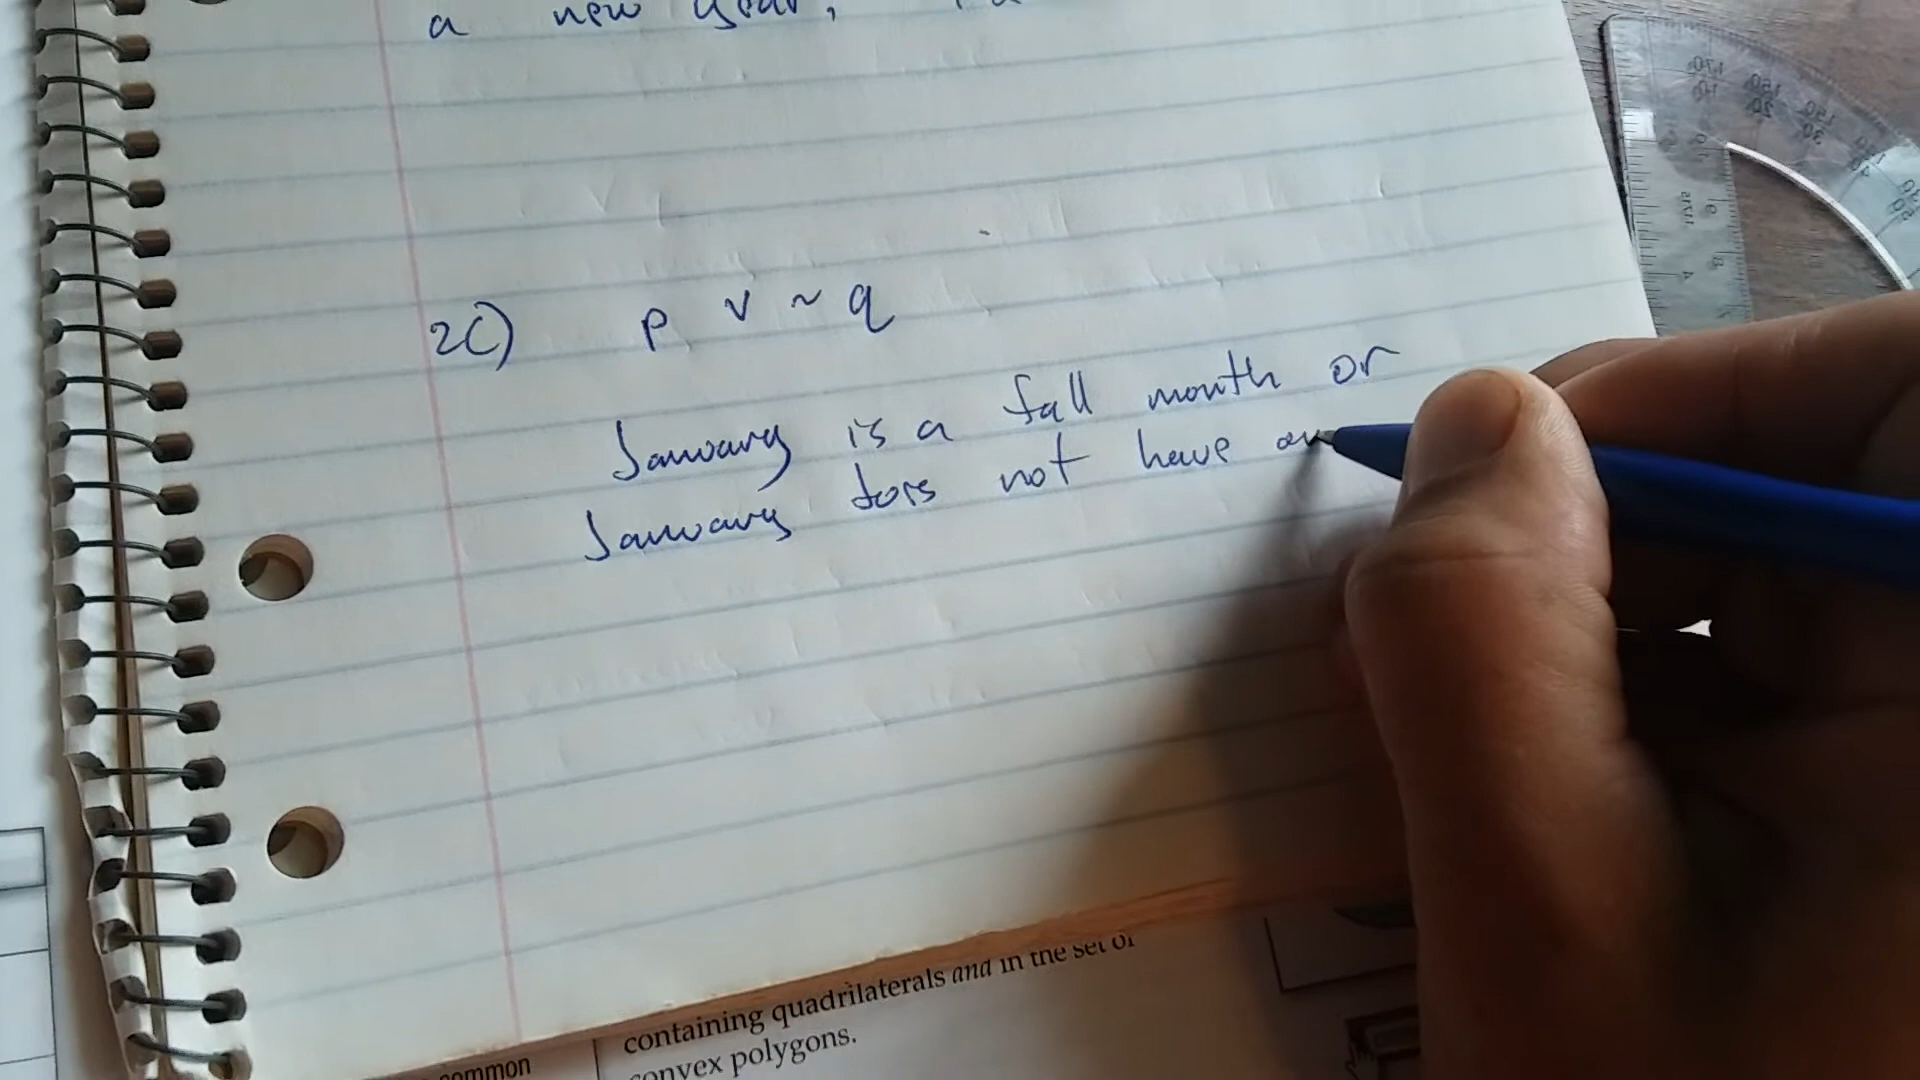 a new year,
2C) p v ~ q
January is a fall month or
January does not have on
containing quadrilaterals and in the set of
convex polygons.
common